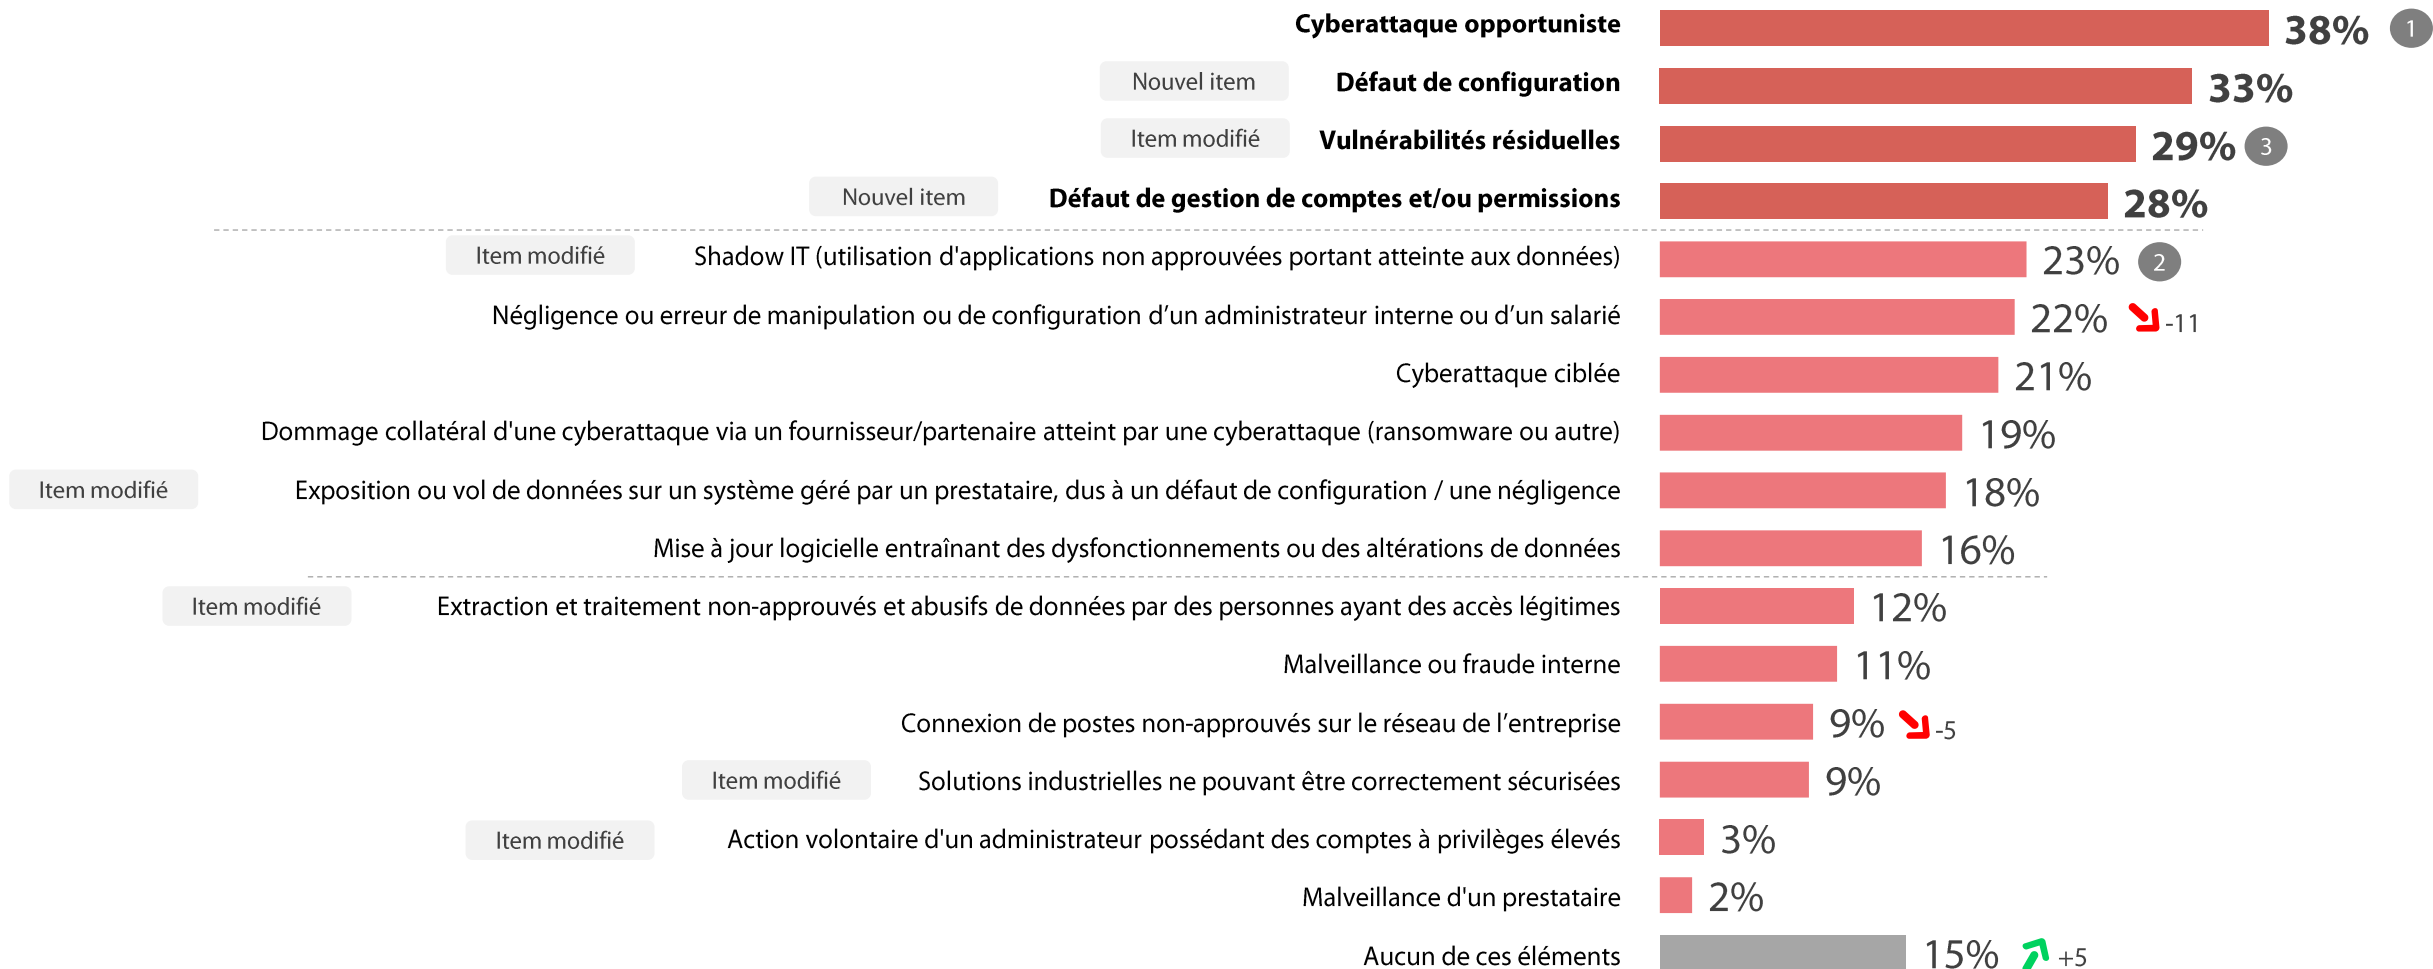 Cyberattaque opportuniste 38% 1
Nouvel item Défaut de configuration 33%
Item modifié Vulnérabilités résiduelles 29% 3
Nouvel item Défaut de gestion de comptes et/ou permissions 28%
Item modifié Shadow IT (utilisation d'applications non approuvées portant atteinte aux données) 23% 2
Négligence ou erreur de manipulation ou de configuration d’un administrateur interne ou d’un salarié 22% -11
Cyberattaque ciblée 21%
Dommage collatéral d'une cyberattaque via un fournisseur/partenaire atteint par une cyberattaque (ransomware ou autre) 19%
Item modifié Exposition ou vol de données sur un système géré par un prestataire, dus à un défaut de configuration / une négligence 18%
Mise à jour logicielle entraînant des dysfonctionnements ou des altérations de données 16%
Item modifié Extraction et traitement non-approuvés et abusifs de données par des personnes ayant des accès légitimes 12%
Malveillance ou fraude interne 11%
Connexion de postes non-approuvés sur le réseau de l’entreprise 9% -5
Item modifié Solutions industrielles ne pouvant être correctement sécurisées 9%
Item modifié Action volontaire d'un administrateur possédant des comptes à privilèges élevés 3%
Malveillance d'un prestataire 2%
Aucun de ces éléments 15% +5